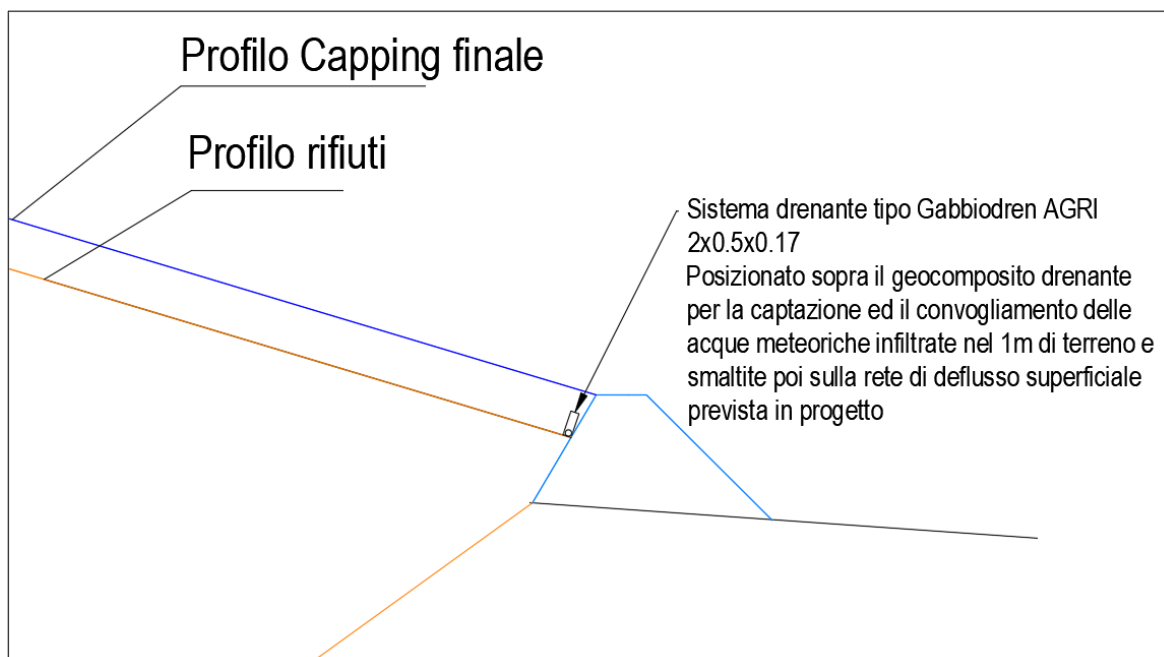 Profilo Capping finale
Profilo rifiuti
Sistema drenante tipo Gabbiodren AGRI
2x0.5x0.17
Posizionato sopra il geocomposito drenante
per la captazione ed il convogliamento delle
acque meteoriche infiltrate nel 1m di terreno e
smaltite poi sulla rete di deflusso superficiale
prevista in progetto